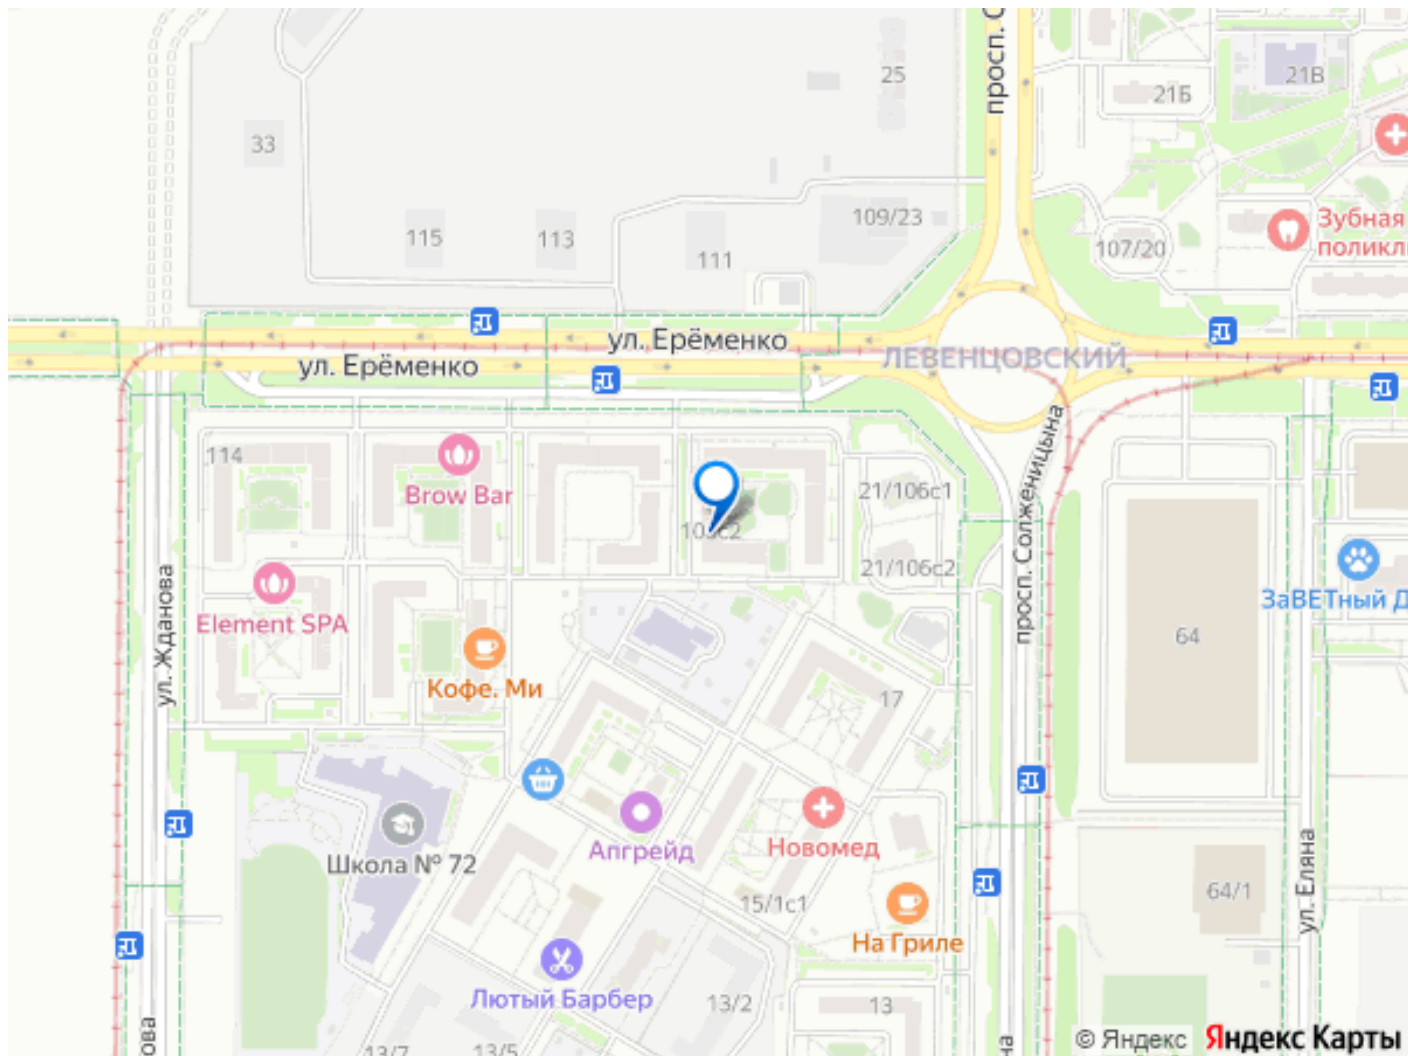 просп. С
25
21В
21Б
33
109/23
Зубная
поликл
115
113
111
107/20
ул. Ерёменко
ул. Ерёменко
ЛЕВЕНЦОВСКИЙ
114
Brow Bar
21/106с1
21/106с2
просп. Солженицына
ул. Жданова
Element SPA
ЗаВЕТный Д
64
Кофе. Ми
17
Апгрейд
Новомед
Школа № 72
15/1с1
64/1
ул. Еляна
На Гриле
Лютый Барбер
13/2
13
13/7
13/5
ова
на
© Яндекс Яндекс Карты